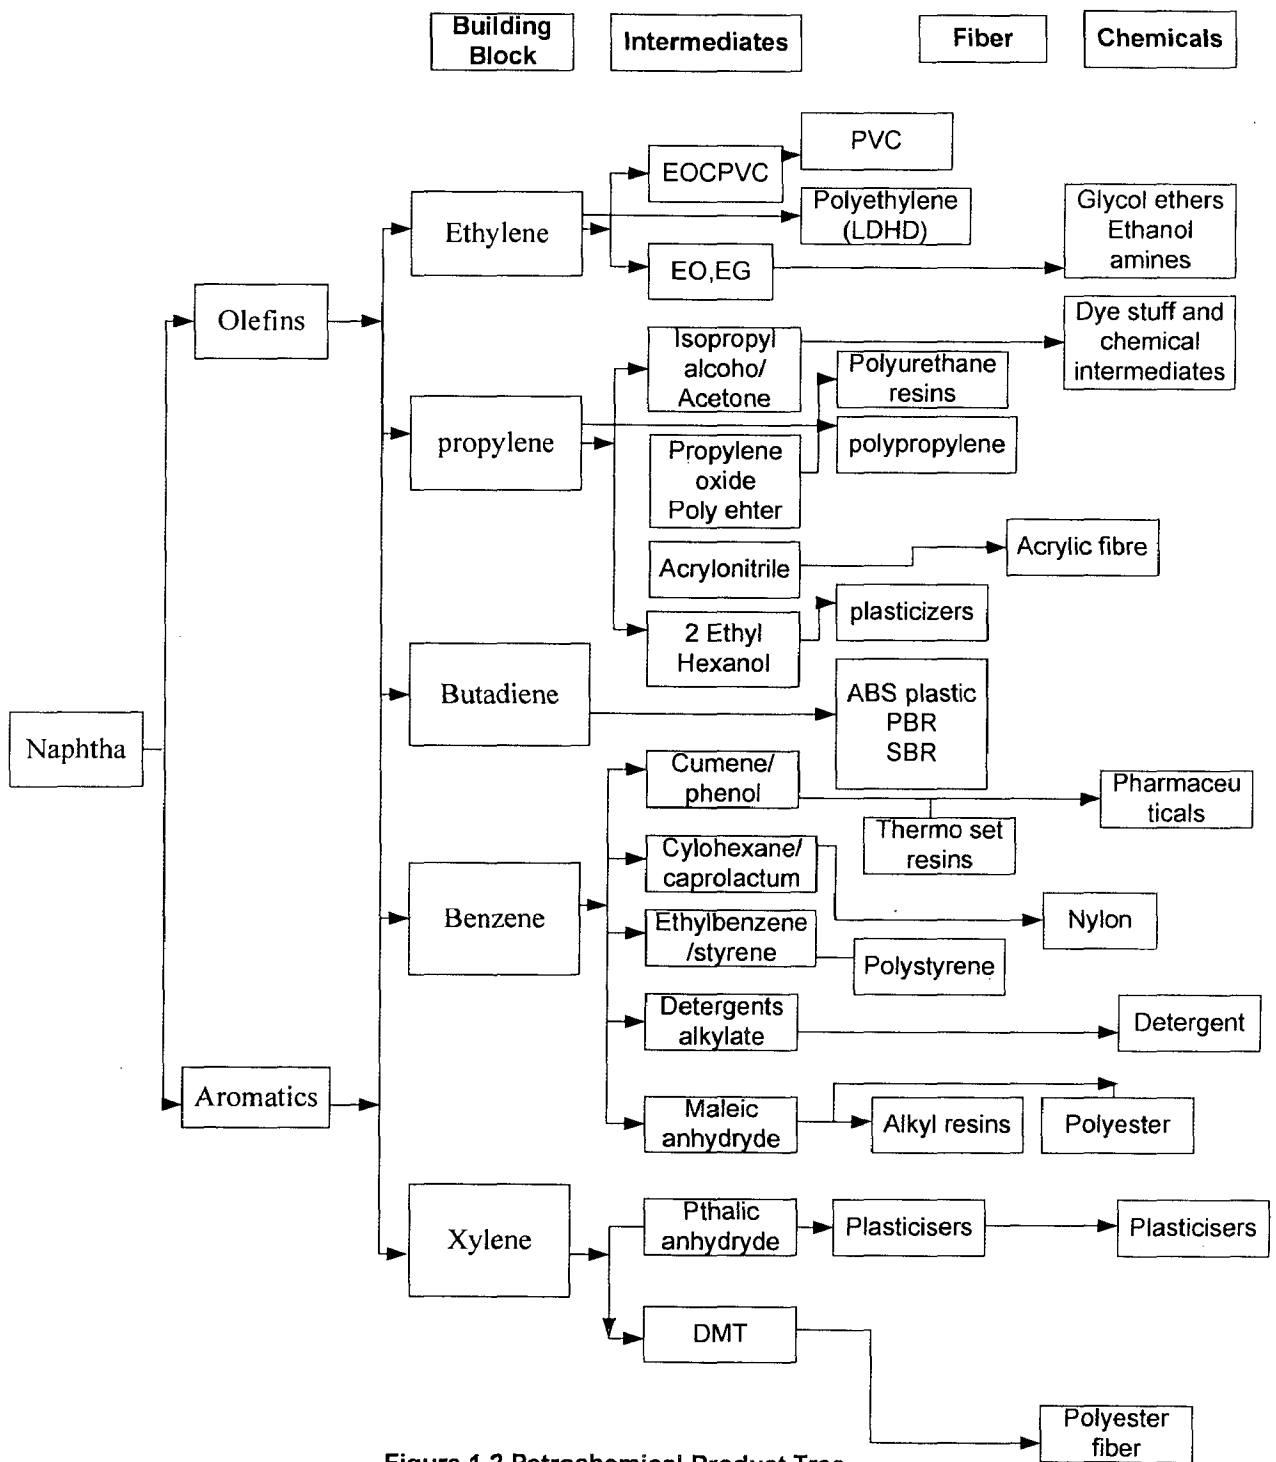 Building
Block
Intermediates
Fiber
Chemicals
PVC
EOCPVC
Polyethylene
(LDHD)
Ethylene
EO,EG
Glycol ethers
Ethanol
amines
Olefins
Isopropyl
alcoho/
Acetone
Dye stuff and
chemical
intermediates
Polyurethane
resins
propylene
polypropylene
Propylene
oxide
Poly ehter
Acrylonitrile
Acrylic fibre
2 Ethyl
Hexanol
plasticizers
Butadiene
ABS plastic
PBR
SBR
Naphtha
Cumene/
phenol
Pharmaceu
ticals
Thermo set
resins
Cylohexane/
caprolactum
Benzene
Nylon
Ethylbenzene
/styrene
Polystyrene
Detergents
alkylate
Detergent
Aromatics
Maleic
anhydryde
Alkyl resins
Polyester
Xylene
Pthalic
anhydryde
Plasticisers
Plasticisers
DMT
Polyester
fiber
Figure 1.2 Petrochemical Product Tree